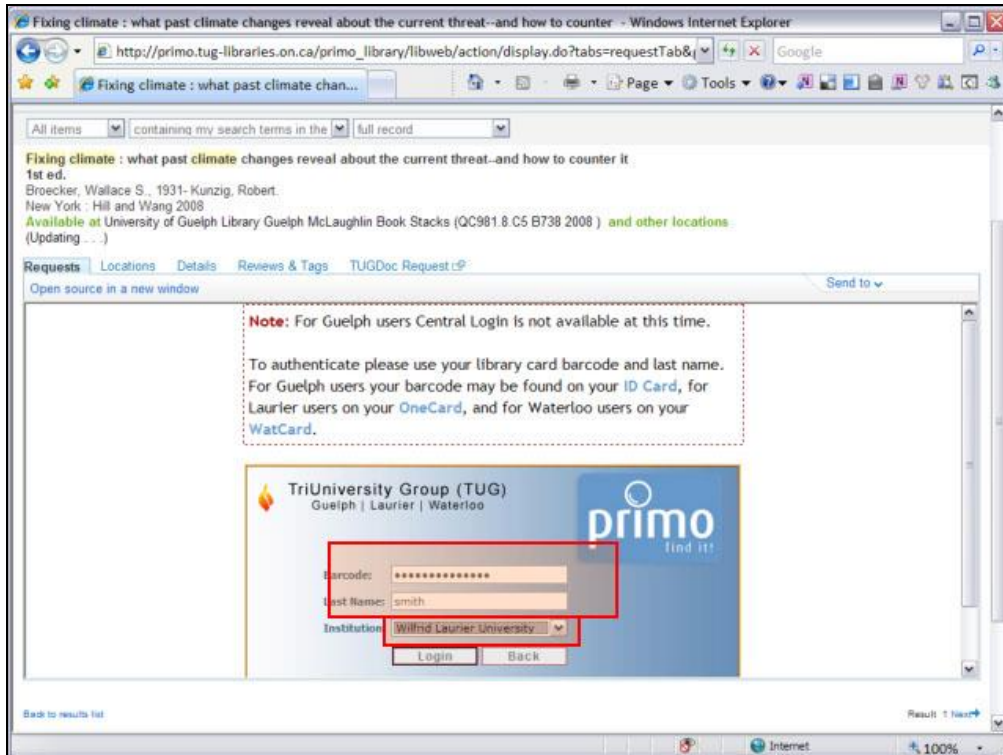 Fixing climate : what past climate changes reveal about the current threat--and how to counter - Windows Internet Explorer
http://primo.tug-libraries.on.ca/primo_library/libweb/action/display.do?tabs=requestTab&
Google
Fixing climate : what past climate chan...
Page
Tools
All items
containing my search terms in the
full record
Fixing climate : what past climate changes reveal about the current threat--and how to counter it
1st ed.
Broecker, Wallace S., 1931- Kunzig, Robert.
New York : Hill and Wang 2008
Available at University of Guelph Library Guelph McLaughlin Book Stacks (QC981.8 C5 B738 2008 ) and other locations
(Updating . . .)
Requests Locations Details Reviews & Tags TUGDoc Request
Open source in a new window
Send to
Note: For Guelph users Central Login is not available at this time.
To authenticate please use your library card barcode and last name.
For Guelph users your barcode may be found on your ID Card, for
Laurier users on your OneCard, and for Waterloo users on your
WatCard.
TriUniversity Group (TUG)
Guelph | Laurier | Waterloo
primo
find it!
Barcode: ••••••••••••••
Last Name: smith
Institution Wilfrid Laurier University
Login Back
Back to results list
Result 1 Next
Internet
100%